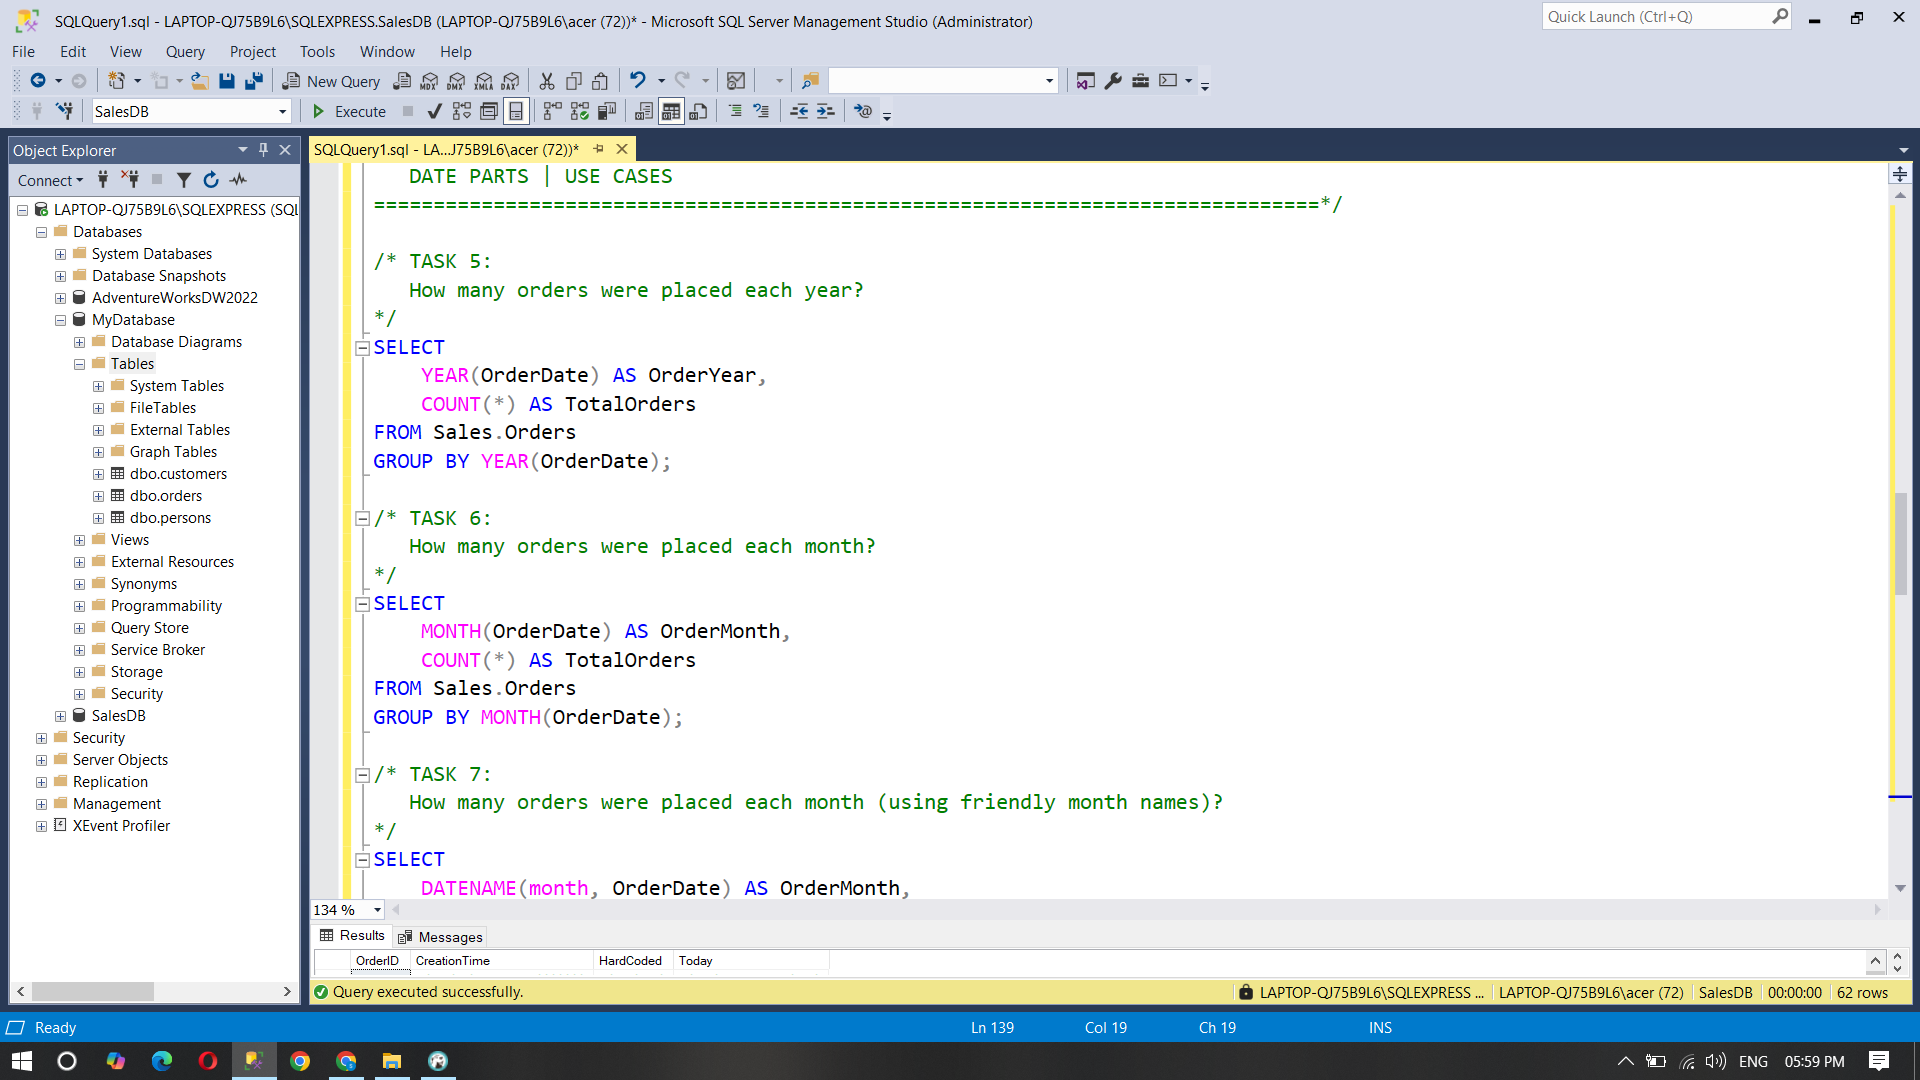 SQLQuery1.sql - LAPTOP-QJ75B9L6\SQLEXPRESS.SalesDB (LAPTOP-QJ75B9L6\acer (72))* - Microsoft SQL Server Management Studio (Administrator)
Quick Launch (Ctrl+Q)
File Edit View Query Project Tools Window Help
New Query MDX DMX XMLA DAX
SalesDB Execute
Object Explorer
SQLQuery1.sql - LA...J75B9L6\acer (72))*
Connect
LAPTOP-QJ75B9L6\SQLEXPRESS (SQL
Databases
System Databases
Database Snapshots
AdventureWorksDW2022
MyDatabase
Database Diagrams
Tables
System Tables
FileTables
External Tables
Graph Tables
dbo.customers
dbo.orders
dbo.persons
Views
External Resources
Synonyms
Programmability
Query Store
Service Broker
Storage
Security
SalesDB
Security
Server Objects
Replication
Management
XEvent Profiler
DATE PARTS | USE CASES
===============================================================================*/
/* TASK 5:
How many orders were placed each year?
*/
SELECT
YEAR(OrderDate) AS OrderYear,
COUNT(*) AS TotalOrders
FROM Sales.Orders
GROUP BY YEAR(OrderDate);
/* TASK 6:
How many orders were placed each month?
*/
SELECT
MONTH(OrderDate) AS OrderMonth,
COUNT(*) AS TotalOrders
FROM Sales.Orders
GROUP BY MONTH(OrderDate);
/* TASK 7:
How many orders were placed each month (using friendly month names)?
*/
SELECT
DATENAME(month, OrderDate) AS OrderMonth,
134 %
Results Messages
OrderID CreationTime HardCoded Today
Query executed successfully. LAPTOP-QJ75B9L6\SQLEXPRESS ... LAPTOP-QJ75B9L6\acer (72) SalesDB 00:00:00 62 rows
Ready Ln 139 Col 19 Ch 19 INS
ENG 05:59 PM